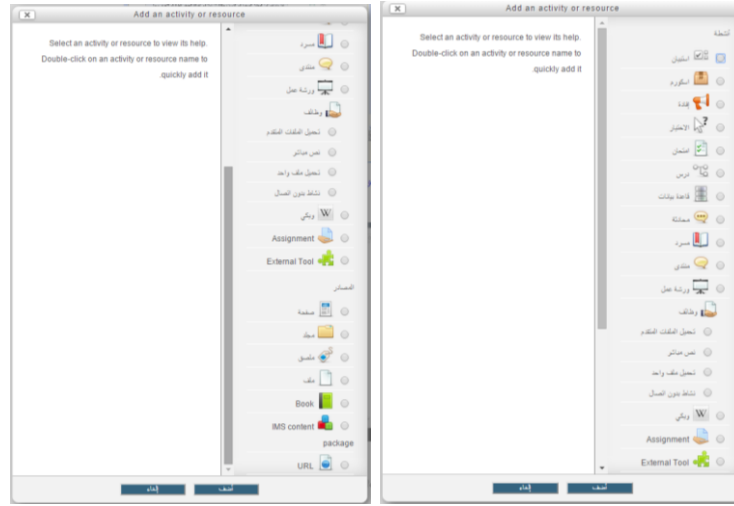 Add an activity or resource
Select an activity or resource to view its help.
Double-click on an activity or resource name to
quickly add it.
مسرد
منتدى
ورشة عمل
وظائف
تحميل الملفات المتقدم
نص مباشر
تحميل ملف واحد
نشاط بدون اتصال
ويكي
Assignment
External Tool
المصادر
صفحة
مجلد
ملصق
ملف
Book
IMS content
package
URL
أضف
إلغاء
Add an activity or resource
Select an activity or resource to view its help.
Double-click on an activity or resource name to
quickly add it.
أنشطة
استبيان
اسكورم
إفادة
الاختيار
امتحان
درس
قاعدة بيانات
محادثة
مسرد
منتدى
ورشة عمل
وظائف
تحميل الملفات المتقدم
نص مباشر
تحميل ملف واحد
نشاط بدون اتصال
ويكي
Assignment
External Tool
أضف
إلغاء